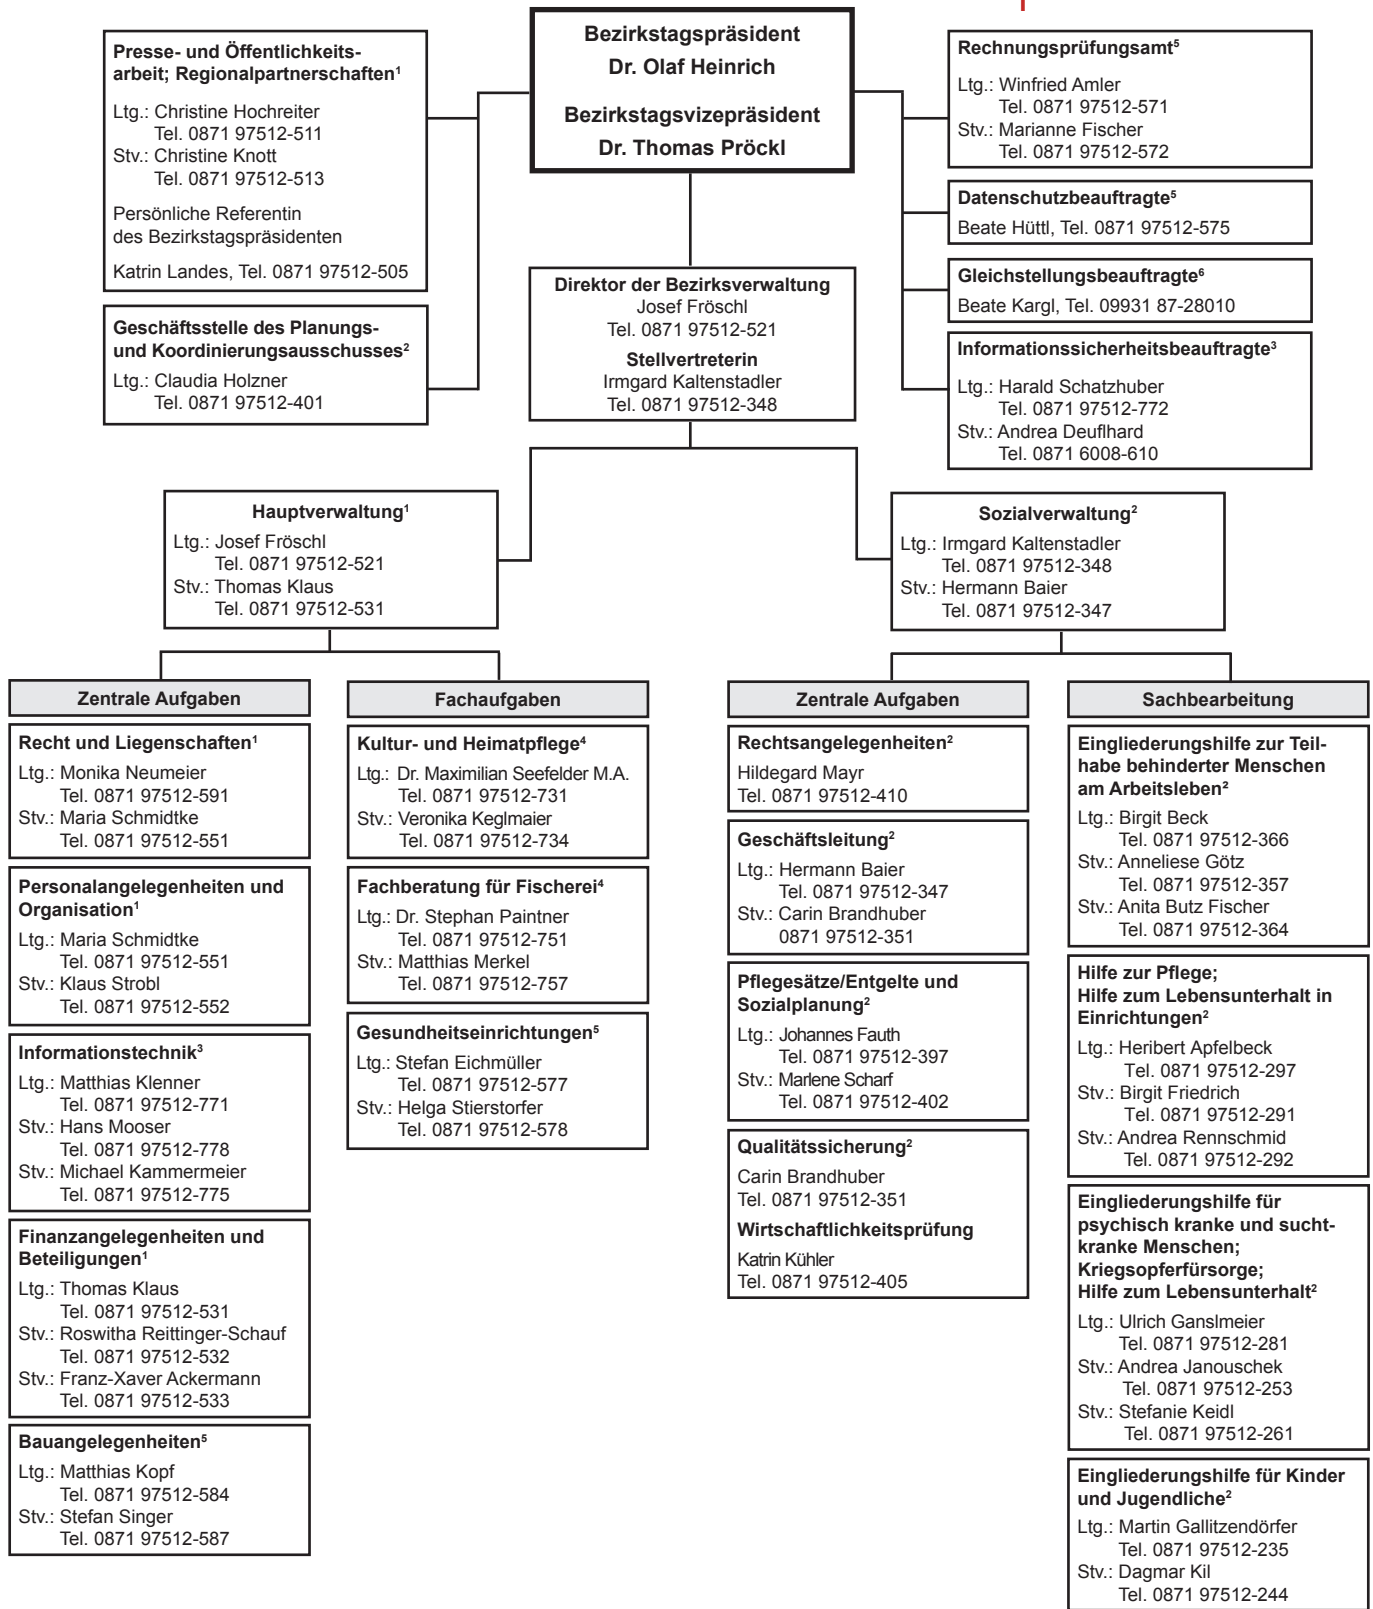 Bezirkstagspräsident
Dr. Olaf Heinrich
Bezirkstagsvizepräsident
Dr. Thomas Pröckl
Presse- und Öffentlichkeits-
arbeit; Regionalpartnerschaften¹
Ltg.: Christine Hochreiter
Tel. 0871 97512-511
Stv.: Christine Knott
Tel. 0871 97512-513
Persönliche Referentin
des Bezirkstagspräsidenten
Katrin Landes, Tel. 0871 97512-505
Geschäftsstelle des Planungs-
und Koordinierungsausschusses²
Ltg.: Claudia Holzner
Tel. 0871 97512-401
Rechnungsprüfungsamt⁵
Ltg.: Winfried Amler
Tel. 0871 97512-571
Stv.: Marianne Fischer
Tel. 0871 97512-572
Datenschutzbeauftragte⁵
Beate Hüttl, Tel. 0871 97512-575
Gleichstellungsbeauftragte⁶
Beate Kargl, Tel. 09931 87-28010
Informationssicherheitsbeauftragte³
Ltg.: Harald Schatzhuber
Tel. 0871 97512-772
Stv.: Andrea Deuflhard
Tel. 0871 6008-610
Direktor der Bezirksverwaltung
Josef Fröschl
Tel. 0871 97512-521
Stellvertreterin
Irmgard Kaltenstadler
Tel. 0871 97512-348
Hauptverwaltung¹
Ltg.: Josef Fröschl
Tel. 0871 97512-521
Stv.: Thomas Klaus
Tel. 0871 97512-531
Sozialverwaltung²
Ltg.: Irmgard Kaltenstadler
Tel. 0871 97512-348
Stv.: Hermann Baier
Tel. 0871 97512-347
Zentrale Aufgaben
Recht und Liegenschaften¹
Ltg.: Monika Neumeier
Tel. 0871 97512-591
Stv.: Maria Schmidtke
Tel. 0871 97512-551
Personalangelegenheiten und
Organisation¹
Ltg.: Maria Schmidtke
Tel. 0871 97512-551
Stv.: Klaus Strobl
Tel. 0871 97512-552
Informationstechnik³
Ltg.: Matthias Klenner
Tel. 0871 97512-771
Stv.: Hans Mooser
Tel. 0871 97512-778
Stv.: Michael Kammermeier
Tel. 0871 97512-775
Finanzangelegenheiten und
Beteiligungen¹
Ltg.: Thomas Klaus
Tel. 0871 97512-531
Stv.: Roswitha Reittinger-Schauf
Tel. 0871 97512-532
Stv.: Franz-Xaver Ackermann
Tel. 0871 97512-533
Bauangelegenheiten⁵
Ltg.: Matthias Kopf
Tel. 0871 97512-584
Stv.: Stefan Singer
Tel. 0871 97512-587
Fachaufgaben
Kultur- und Heimatpflege⁴
Ltg.: Dr. Maximilian Seefelder M.A.
Tel. 0871 97512-731
Stv.: Veronika Keglmaier
Tel. 0871 97512-734
Fachberatung für Fischerei⁴
Ltg.: Dr. Stephan Paintner
Tel. 0871 97512-751
Stv.: Matthias Merkel
Tel. 0871 97512-757
Gesundheitseinrichtungen⁵
Ltg.: Stefan Eichmüller
Tel. 0871 97512-577
Stv.: Helga Stierstorfer
Tel. 0871 97512-578
Zentrale Aufgaben
Rechtsangelegenheiten²
Hildegard Mayr
Tel. 0871 97512-410
Geschäftsleitung²
Ltg.: Hermann Baier
Tel. 0871 97512-347
Stv.: Carin Brandhuber
0871 97512-351
Pflegesätze/Entgelte und
Sozialplanung²
Ltg.: Johannes Fauth
Tel. 0871 97512-397
Stv.: Marlene Scharf
Tel. 0871 97512-402
Qualitätssicherung²
Carin Brandhuber
Tel. 0871 97512-351
Wirtschaftlichkeitsprüfung
Katrin Kühler
Tel. 0871 97512-405
Sachbearbeitung
Eingliederungshilfe zur Teil-
habe behinderter Menschen
am Arbeitsleben²
Ltg.: Birgit Beck
Tel. 0871 97512-366
Stv.: Anneliese Götz
Tel. 0871 97512-357
Stv.: Anita Butz Fischer
Tel. 0871 97512-364
Hilfe zur Pflege;
Hilfe zum Lebensunterhalt in
Einrichtungen²
Ltg.: Heribert Apfelbeck
Tel. 0871 97512-297
Stv.: Birgit Friedrich
Tel. 0871 97512-291
Stv.: Andrea Rennschmid
Tel. 0871 97512-292
Eingliederungshilfe für
psychisch kranke und sucht-
kranke Menschen;
Kriegsopferfürsorge;
Hilfe zum Lebensunterhalt²
Ltg.: Ulrich Ganslmeier
Tel. 0871 97512-281
Stv.: Andrea Janouschek
Tel. 0871 97512-253
Stv.: Stefanie Keidl
Tel. 0871 97512-261
Eingliederungshilfe für Kinder
und Jugendliche²
Ltg.: Martin Gallitzendörfer
Tel. 0871 97512-235
Stv.: Dagmar Kil
Tel. 0871 97512-244